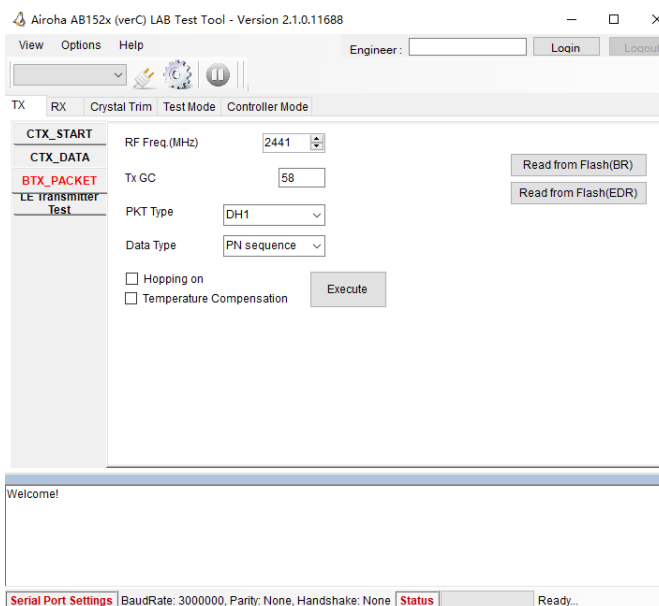 Airoha AB152x (verC) LAB Test Tool - Version 2.1.0.11688
View Options Help
Engineer :
Login
Logout
TX RX Crystal Trim Test Mode Controller Mode
CTX_START
CTX_DATA
BTX_PACKET
LE Transmitter
Test
RF Freq.(MHz) 2441
Tx GC 58
PKT Type DH1
Data Type PN sequence
Hopping on
Temperature Compensation
Execute
Read from Flash(BR)
Read from Flash(EDR)
Welcome!
Serial Port Settings BaudRate: 3000000, Parity: None, Handshake: None Status Ready...